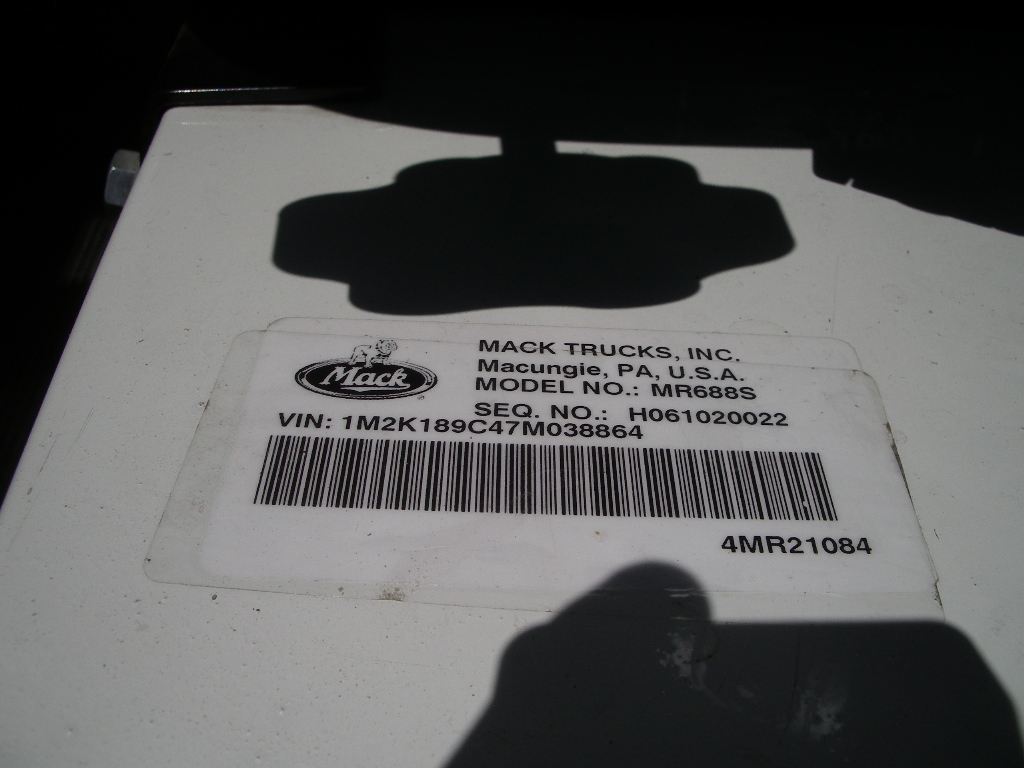 Mack
MACK TRUCKS, INC.
Macungie, PA, U.S.A.
MODEL NO.: MR688S
SEQ. NO.: H061020022
VIN: 1M2K189C47M038864
4MR21084